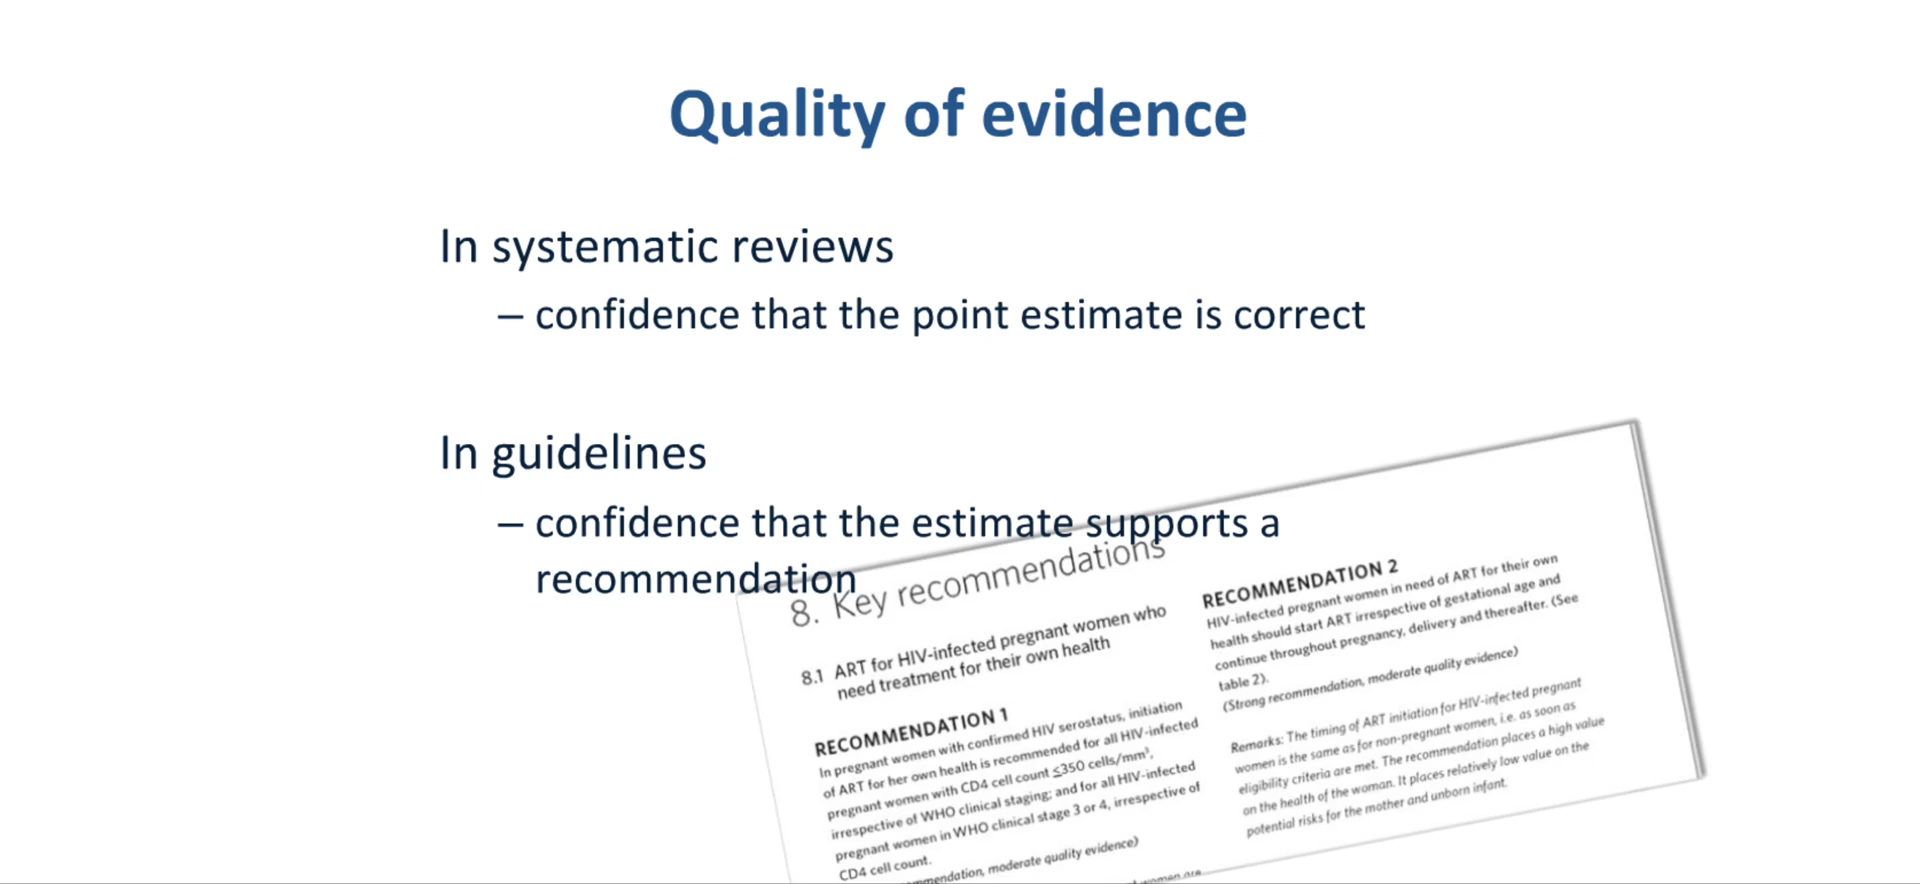 Quality of evidence
In systematic reviews
– confidence that the point estimate is correct
In guidelines
– confidence that the estimate supports a
recommendation
8. Key recommendations
8.1 ART for HIV-infected pregnant women who
need treatment for their own health
RECOMMENDATION 1
In pregnant women with confirmed HIV serostatus, initiation
of ART for her own health is recommended for all HIV-infected
pregnant women with CD4 cell count ≤350 cells/mm³,
irrespective of WHO clinical staging; and for all HIV-infected
pregnant women in WHO clinical stage 3 or 4, irrespective of
CD4 cell count.
moderate quality evidence)
women are
RECOMMENDATION 2
HIV-infected pregnant women in need of ART for their own
health should start ART irrespective of gestational age and
continue throughout pregnancy, delivery and thereafter. (See
table 2).
(Strong recommendation, moderate quality evidence)
Remarks: The timing of ART initiation for HIV-infected pregnant
women is the same as for non-pregnant women, i.e. as soon as
eligibility criteria are met. The recommendation places a high value
on the health of the woman. It places relatively low value on the
potential risks for the mother and unborn infant.